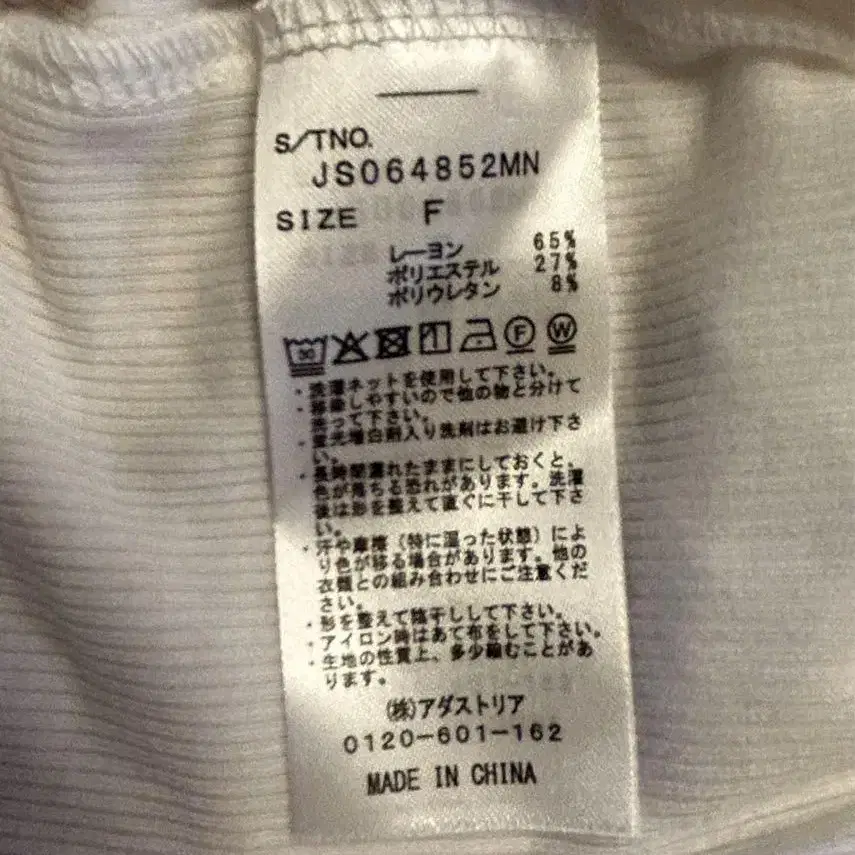 S/TNO.
JS064852MN
SIZE F
レーヨン 65%
ポリエステル 27%
ポリウレタン 8%
30 F W
・洗濯ネットを使用して下さい。
・移染しやすいので他の物と分けて
洗って下さい。
・蛍光増白剤入り洗剤はお避け下さ
い。
・長時間濡れたままにしておくと、
色が落ちる恐れがあります。洗濯
後は形を整えて直ぐに干して下さ
い。
・汗や摩擦（特に湿った状態）によ
り色が移る場合があります。他の
衣類との組み合わせにご注意くだ
さい。
・形を整えて陰干しして下さい。
・アイロン時はあて布をして下さい。
・生地の性質上、多少縮むことがあ
ります。
(株)アダストリア
0120-601-162
MADE IN CHINA